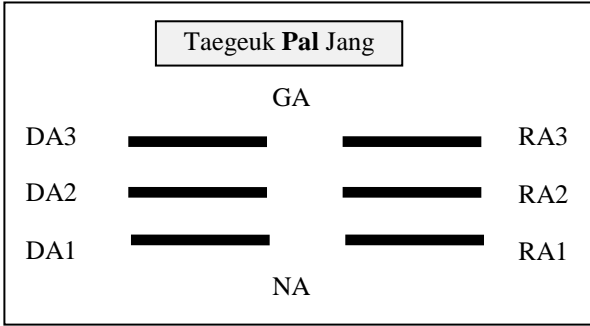 Taegeuk Pal Jang
GA
DA3 RA3
DA2 RA2
DA1 RA1
NA